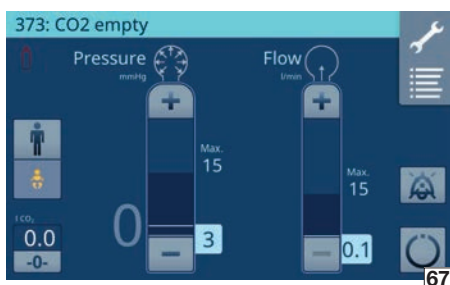 373: CO2 empty
Pressure
mmHg
Flow
l/min
Max.
15
Max.
15
0
3
0.1
I CO₂
0.0
-0-
67